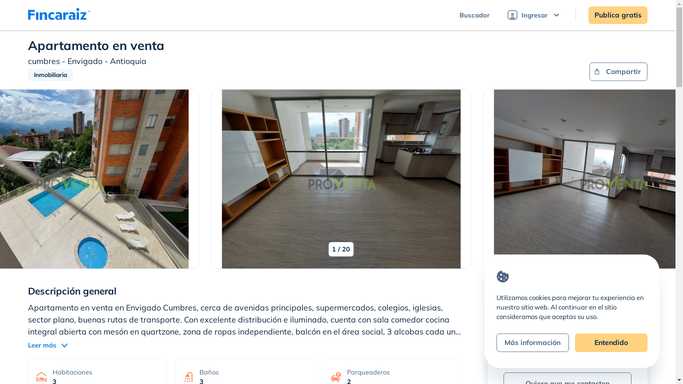 Fincaraiz
Buscador
Ingresar
Publica gratis
Apartamento en venta
cumbres - Envigado - Antioquia
Inmobiliaria
Compartir
PROVENTA
PROVENTA
PROVENTA
1 / 20
Descripción general
Apartamento en venta en Envigado Cumbres, cerca de avenidas principales, supermercados, colegios, iglesias,
sector plano, buenas rutas de transporte. Con excelente distribución e iluminado, cuenta con sala comedor cocina
integral abierta con mesón en quartzone, zona de ropas independiente, balcón en el área social, 3 alcobas cada un...
Leer más
Habitaciones
3
Baños
3
Parqueaderos
2
Utilizamos cookies para mejorar tu experiencia en
nuestro sitio web. Al continuar en el sitio
consideramos que aceptas su uso.
Más información
Entendido
Quiero que me contacten